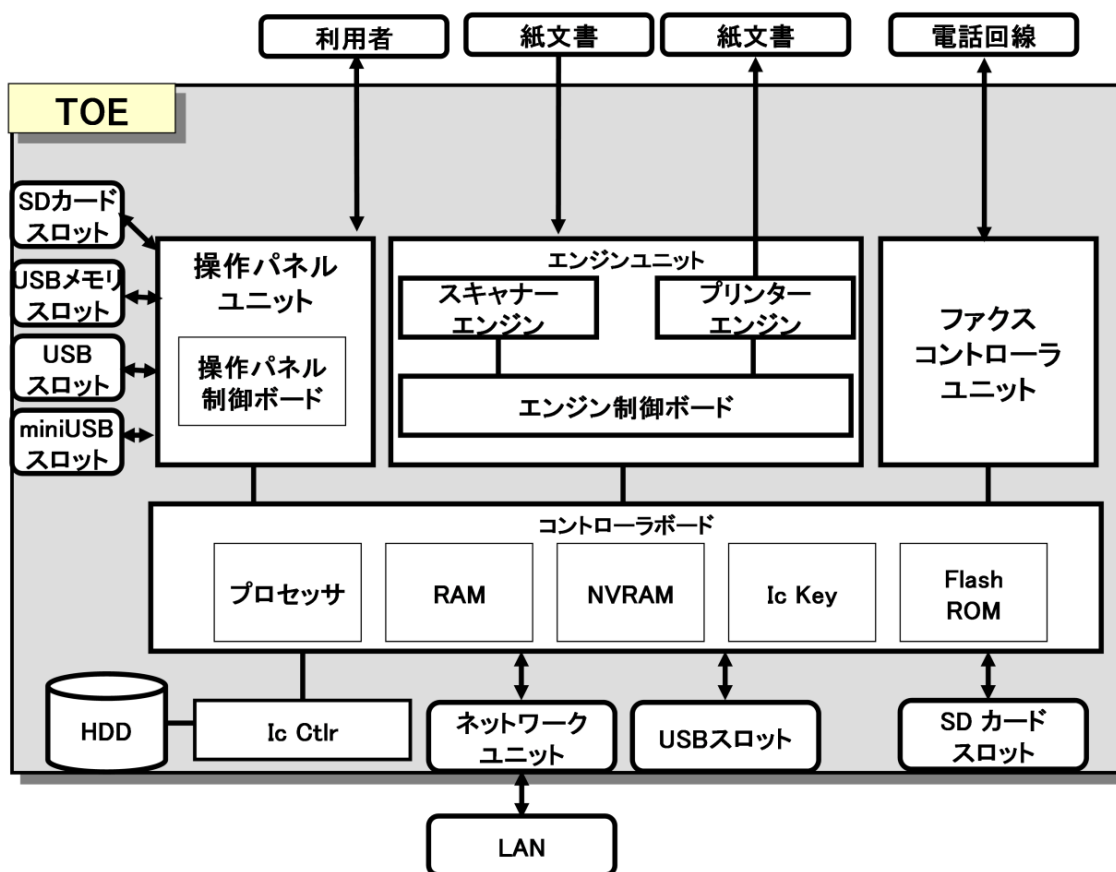 利用者
紙文書
紙文書
電話回線
TOE
SDカード
スロット
USBメモリ
スロット
USB
スロット
miniUSB
スロット
操作パネル
ユニット
操作パネル
制御ボード
エンジンユニット
スキャナー
エンジン
プリンター
エンジン
エンジン制御ボード
ファクス
コントローラ
ユニット
コントローラボード
プロセッサ
RAM
NVRAM
Ic Key
Flash
ROM
HDD
Ic Ctlr
ネットワーク
ユニット
USBスロット
SD カード
スロット
LAN